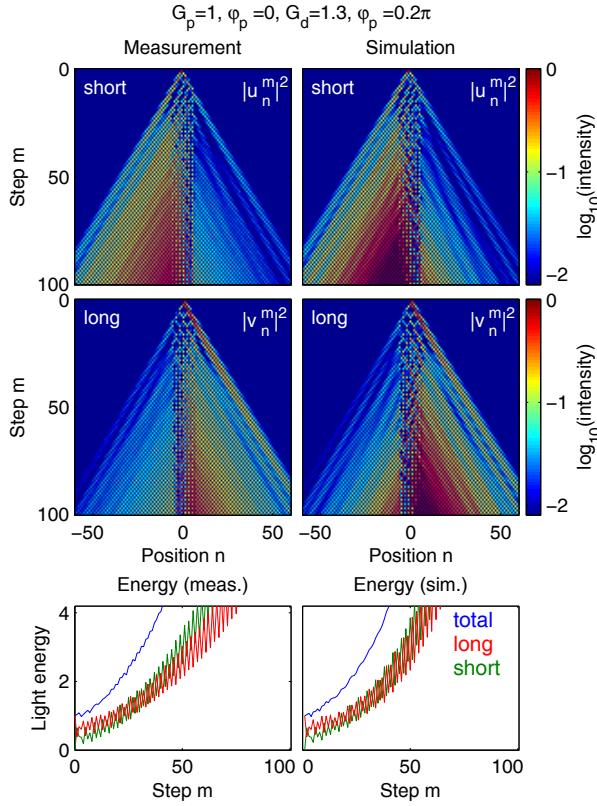 G_p=1, φ_p =0, G_d=1.3, φ_p =0.2π
Measurement Simulation
0
short |u_n^m|^2 short |u_n^m|^2 0
50 -1
100 -2
Step m
log_10(intensity)
0
long |v_n^m|^2 long |v_n^m|^2 0
50 -1
100 -2
Step m
log_10(intensity)
−50 0 50 −50 0 50
Position n Position n
Energy (meas.) Energy (sim.)
4
2
0
Light energy
total
long
short
0 50 100 0 50 100
Step m Step m